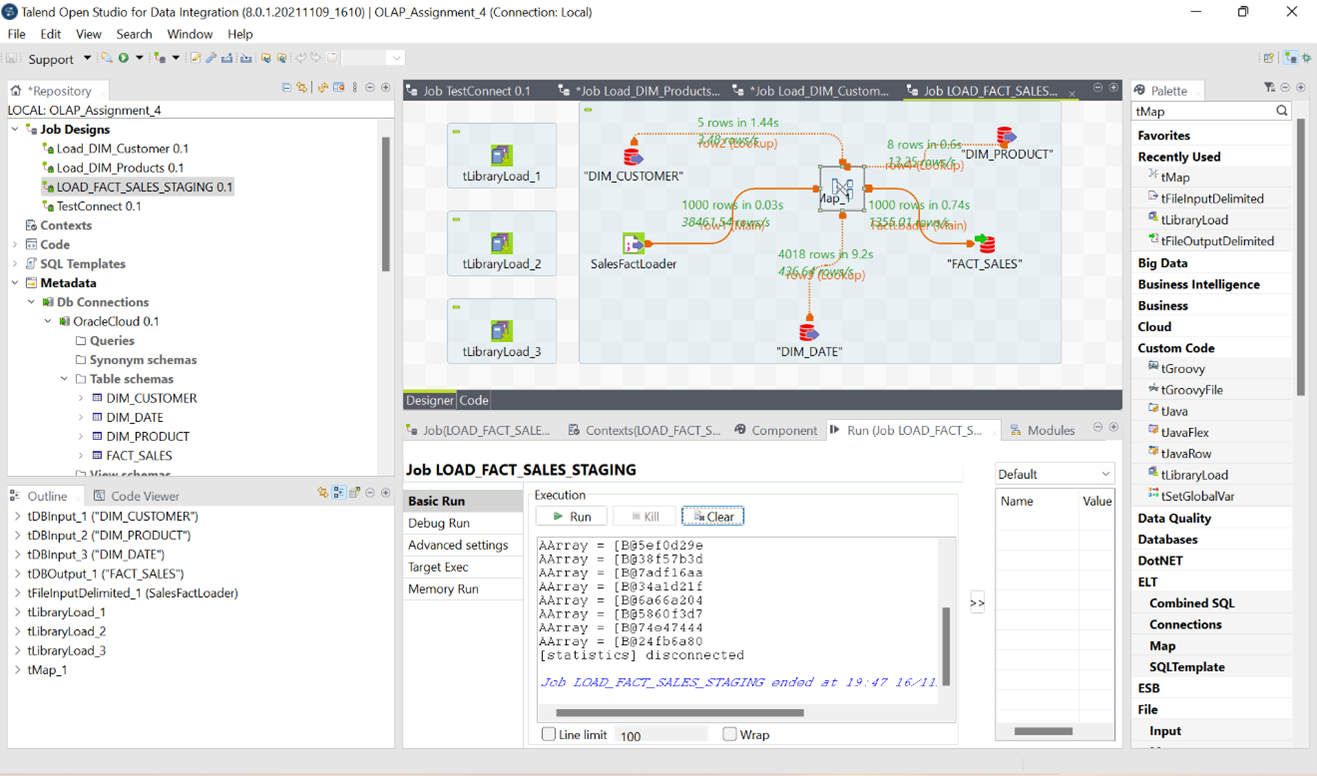 Talend Open Studio for Data Integration (8.0.1.20211109_1610) | OLAP_Assignment_4 (Connection: Local)
File Edit View Search Window Help
Support
*Repository
LOCAL: OLAP_Assignment_4
Job Designs
Load_DIM_Customer 0.1
Load_DIM_Products 0.1
LOAD_FACT_SALES_STAGING 0.1
TestConnect 0.1
Contexts
Code
SQL Templates
Metadata
Db Connections
OracleCloud 0.1
Queries
Synonym schemas
Table schemas
DIM_CUSTOMER
DIM_DATE
DIM_PRODUCT
FACT_SALES
View schemas
Outline Code Viewer
tDBInput_1 ("DIM_CUSTOMER")
tDBInput_2 ("DIM_PRODUCT")
tDBInput_3 ("DIM_DATE")
tDBOutput_1 ("FACT_SALES")
tFileInputDelimited_1 (SalesFactLoader)
tLibraryLoad_1
tLibraryLoad_2
tLibraryLoad_3
tMap_1
Job TestConnect 0.1 *Job Load_DIM_Products... *Job Load_DIM_Custom... Job LOAD_FACT_SALES...
tLibraryLoad_1
tLibraryLoad_2
tLibraryLoad_3
5 rows in 1.44s
3.48 rows/s
row2 (Lookup)
"DIM_CUSTOMER"
8 rows in 0.6s
13.25 rows/s
row4 (Lookup)
"DIM_PRODUCT"
Map_1
1000 rows in 0.03s
38461.54 rows/s
row1 (Main)
SalesFactLoader
1000 rows in 0.74s
1355.01 rows/s
FactLoader (Main)
"FACT_SALES"
4018 rows in 9.2s
436.64 rows/s
row3 (Lookup)
"DIM_DATE"
Designer Code
Job(LOAD_FACT_SALE... Contexts(LOAD_FACT_S... Component Run (Job LOAD_FACT_S... Modules
Job LOAD_FACT_SALES_STAGING
Basic Run
Debug Run
Advanced settings
Target Exec
Memory Run
Execution
Run Kill Clear
AArray = [B@5ef0d29e
AArray = [B@38f57b3d
AArray = [B@7adf16aa
AArray = [B@34a1d21f
AArray = [B@6a66a204
AArray = [B@5860f3d7
AArray = [B@74e47444
AArray = [B@24fb6a80
[statistics] disconnected
Job LOAD_FACT_SALES_STAGING ended at 19:47 16/11
Line limit 100 Wrap
>>
Default
Name Value
Palette
tMap
Favorites
Recently Used
tMap
tFileInputDelimited
tLibraryLoad
tFileOutputDelimited
Big Data
Business Intelligence
Business
Cloud
Custom Code
tGroovy
tGroovyFile
tJava
tJavaFlex
tJavaRow
tLibraryLoad
tSetGlobalVar
Data Quality
Databases
DotNET
ELT
Combined SQL
Connections
Map
SQLTemplate
ESB
File
Input